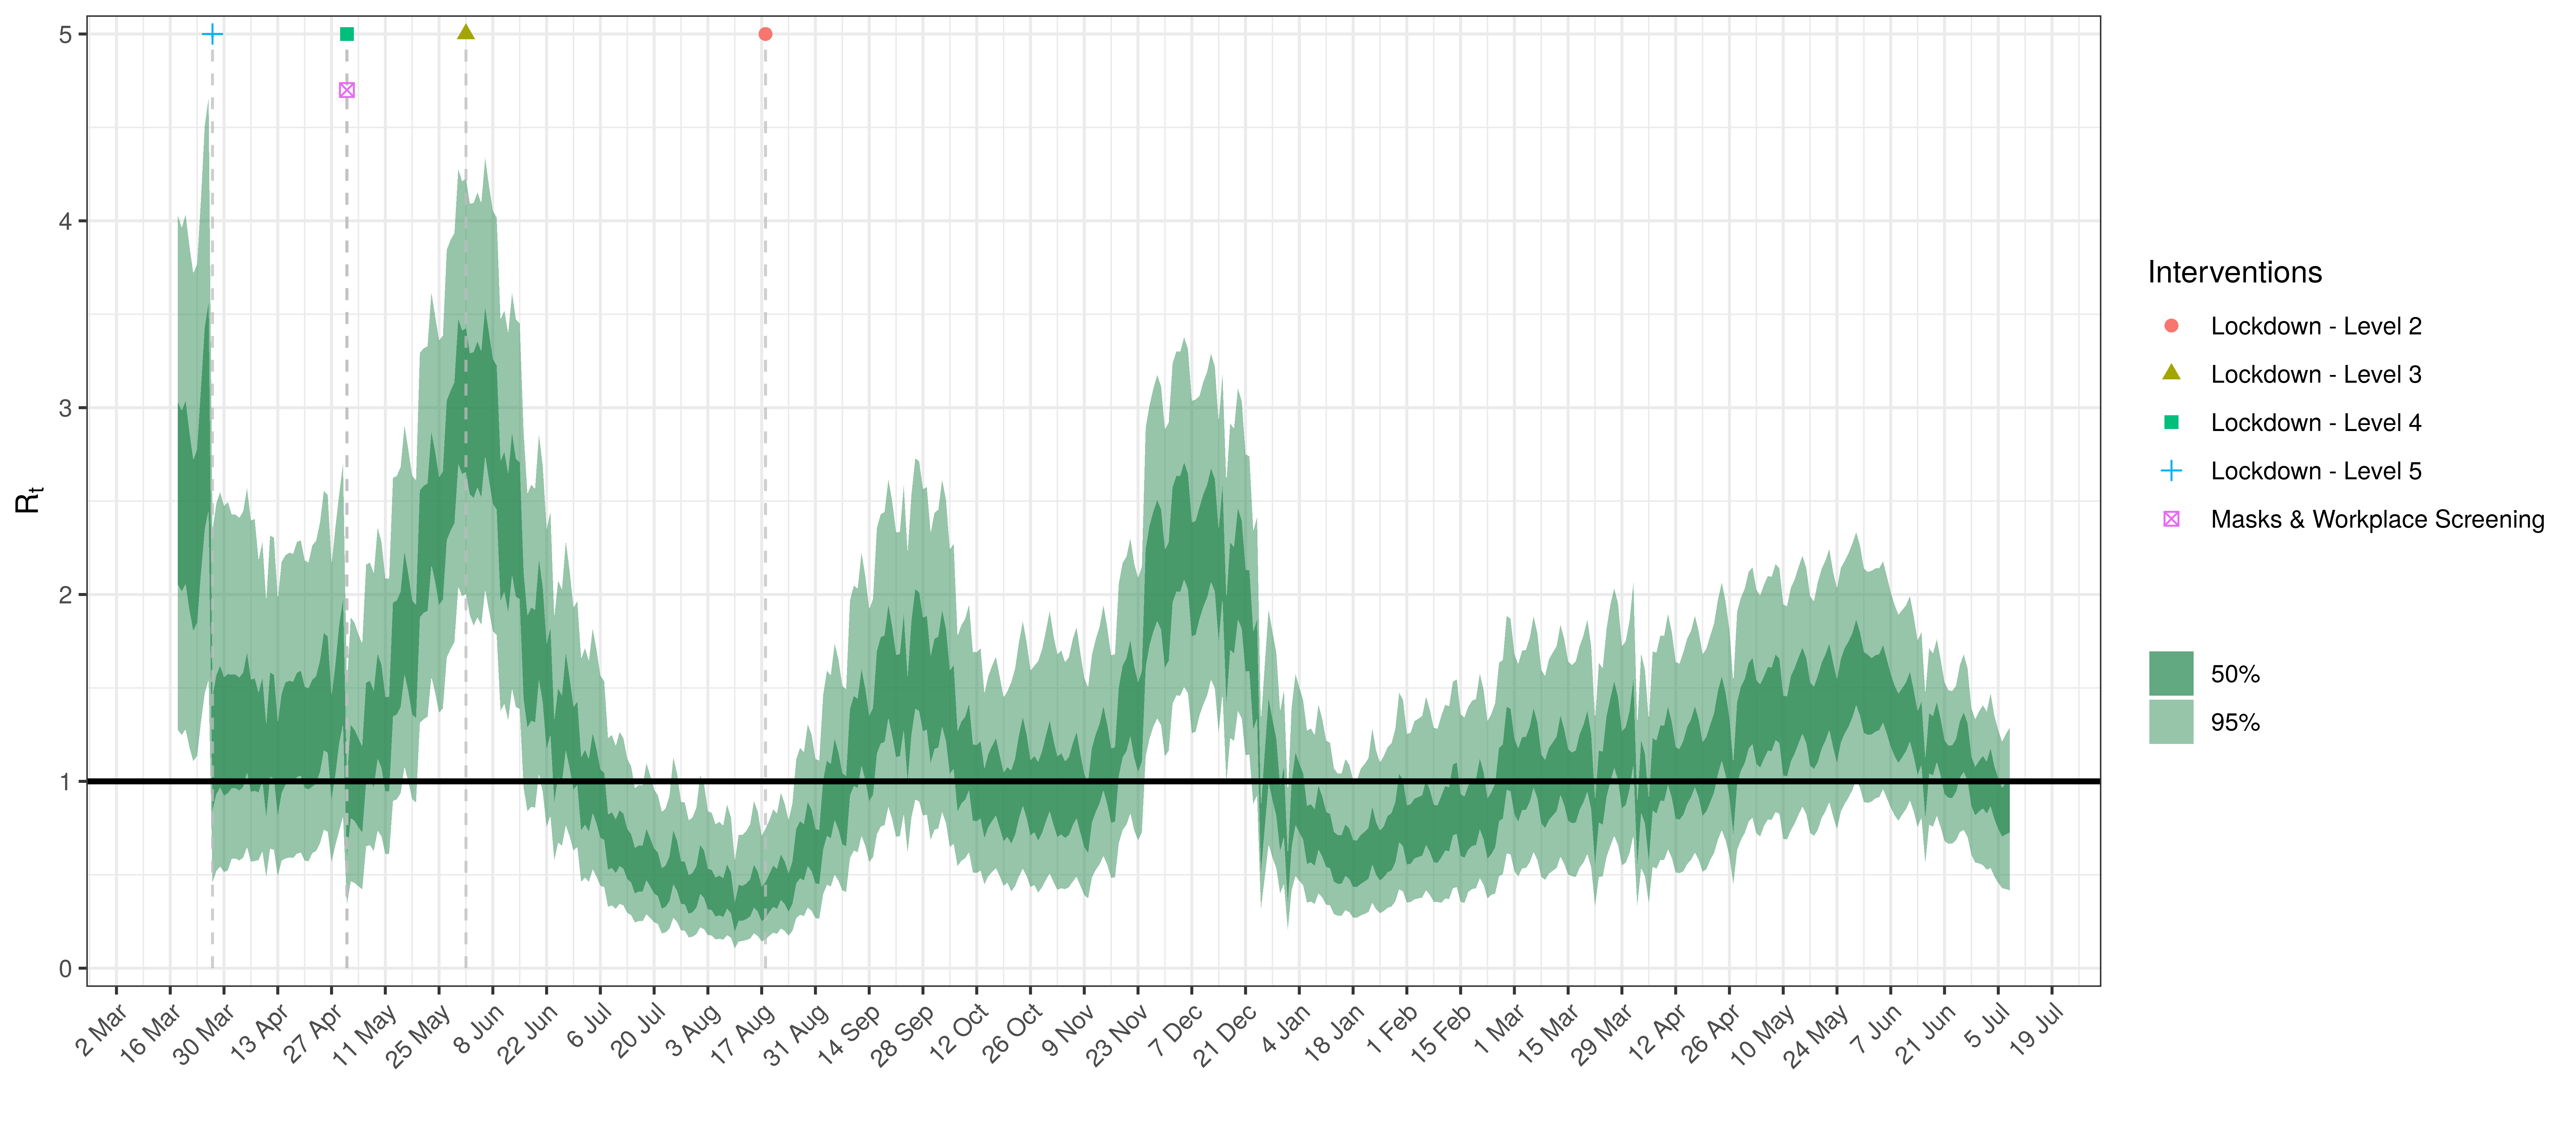 5
4
3
2
1
0
Rt
2 Mar
16 Mar
30 Mar
13 Apr
27 Apr
11 May
25 May
8 Jun
22 Jun
6 Jul
20 Jul
3 Aug
17 Aug
31 Aug
14 Sep
28 Sep
12 Oct
26 Oct
9 Nov
23 Nov
7 Dec
21 Dec
4 Jan
18 Jan
1 Feb
15 Feb
1 Mar
15 Mar
29 Mar
12 Apr
26 Apr
10 May
24 May
7 Jun
21 Jun
5 Jul
19 Jul
Interventions
Lockdown - Level 2
Lockdown - Level 3
Lockdown - Level 4
Lockdown - Level 5
Masks & Workplace Screening
50%
95%